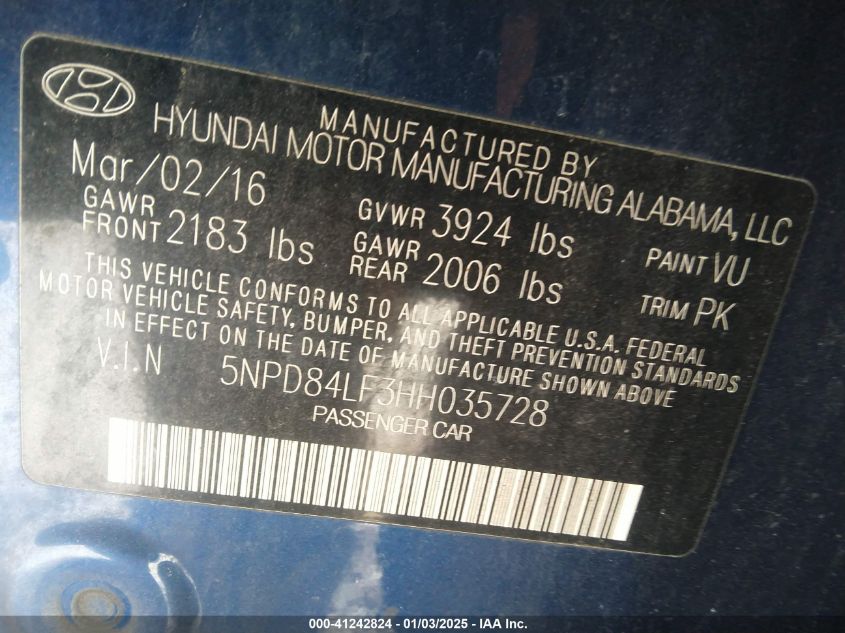 MANUFACTURED BY
HYUNDAI MOTOR MANUFACTURING ALABAMA, LLC
Mar/02/16
GAWR FRONT 2183 lbs
GVWR 3924 lbs
GAWR REAR 2006 lbs
PAINT VU
TRIM PK
THIS VEHICLE CONFORMS TO ALL APPLICABLE U.S.A. FEDERAL
MOTOR VEHICLE SAFETY, BUMPER, AND THEFT PREVENTION STANDARDS
IN EFFECT ON THE DATE OF MANUFACTURE SHOWN ABOVE
V.I.N 5NPD84LF3HH035728
PASSENGER CAR
000-41242824 - 01/03/2025 - IAA Inc.